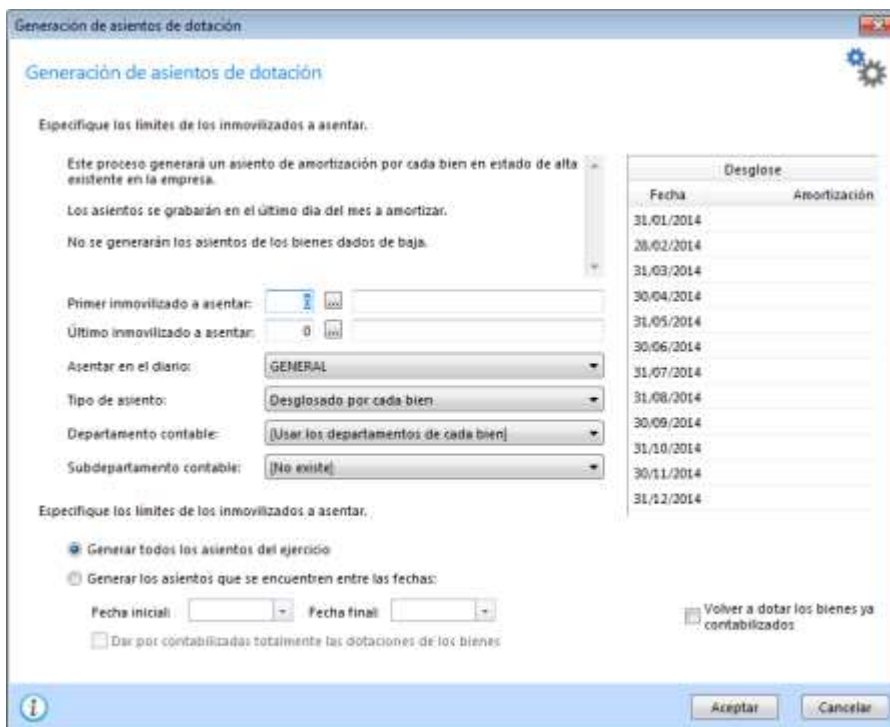 Generación de asientos de dotación
Generación de asientos de dotación
Especifique los límites de los inmovilizados a asentar.
Este proceso generará un asiento de amortización por cada bien en estado de alta
existente en la empresa.
Los asientos se grabarán en el último día del mes a amortizar.
No se generarán los asientos de los bienes dados de baja.
Primer inmovilizado a asentar: ...
Último inmovilizado a asentar: 0 ...
Asentar en el diario: GENERAL
Tipo de asiento: Desglosado por cada bien
Departamento contable: [Usar los departamentos de cada bien]
Subdepartamento contable: [No existe]
Desglose
Fecha Amortización
31/01/2014
28/02/2014
31/03/2014
30/04/2014
31/05/2014
30/06/2014
31/07/2014
31/08/2014
30/09/2014
31/10/2014
30/11/2014
31/12/2014
Especifique los límites de los inmovilizados a asentar.
Generar todos los asientos del ejercicio
Generar los asientos que se encuentren entre las fechas:
Fecha inicial: Fecha final:
Dar por contabilizadas totalmente las dotaciones de los bienes
Volver a dotar los bienes ya
contabilizados
Aceptar Cancelar